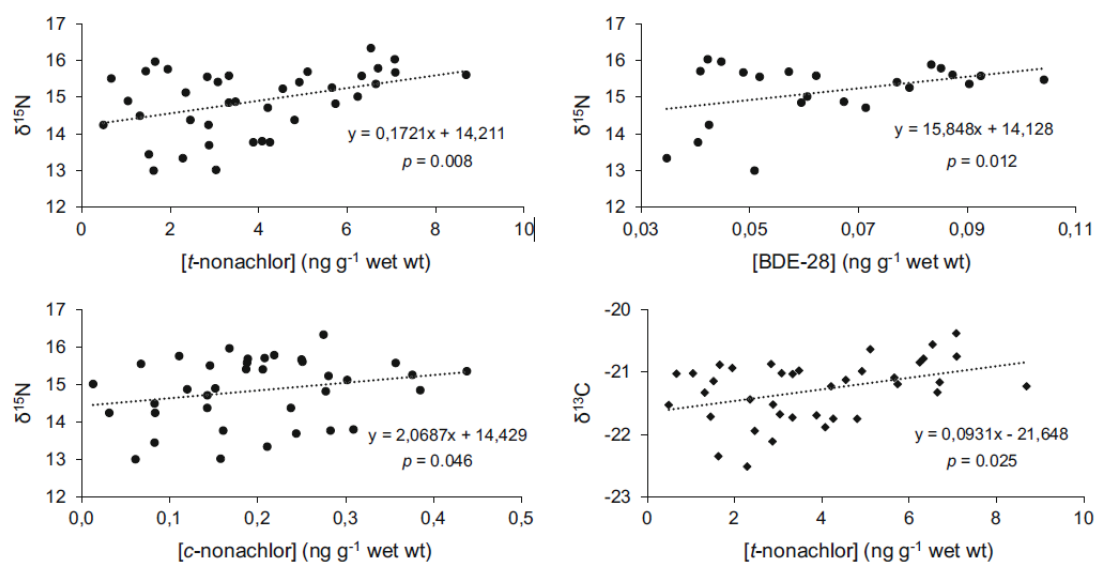 17
16
15
14
13
12
δ¹⁵N
y = 0,1721x + 14,211
p = 0.008
0 2 4 6 8 10
[t-nonachlor] (ng g⁻¹ wet wt)
17
16
15
14
13
12
δ¹⁵N
y = 15,848x + 14,128
p = 0.012
0,03 0,05 0,07 0,09 0,11
[BDE-28] (ng g⁻¹ wet wt)
17
16
15
14
13
12
δ¹⁵N
y = 2,0687x + 14,429
p = 0.046
0,0 0,1 0,2 0,3 0,4 0,5
[c-nonachlor] (ng g⁻¹ wet wt)
-20
-21
-22
-23
δ¹³C
y = 0,0931x - 21,648
p = 0.025
0 2 4 6 8 10
[t-nonachlor] (ng g⁻¹ wet wt)